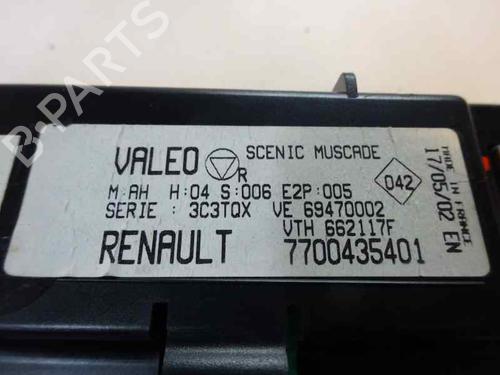 VALEO R SCENIC MUSCADE
M:AH H:04 S:006 E2P:005
SERIE : 3C3TQX VE 69470002
VTH 662117F
RENAULT 7700435401
042
MADE IN FRANCE
17/05/02 EN
B-PARTS